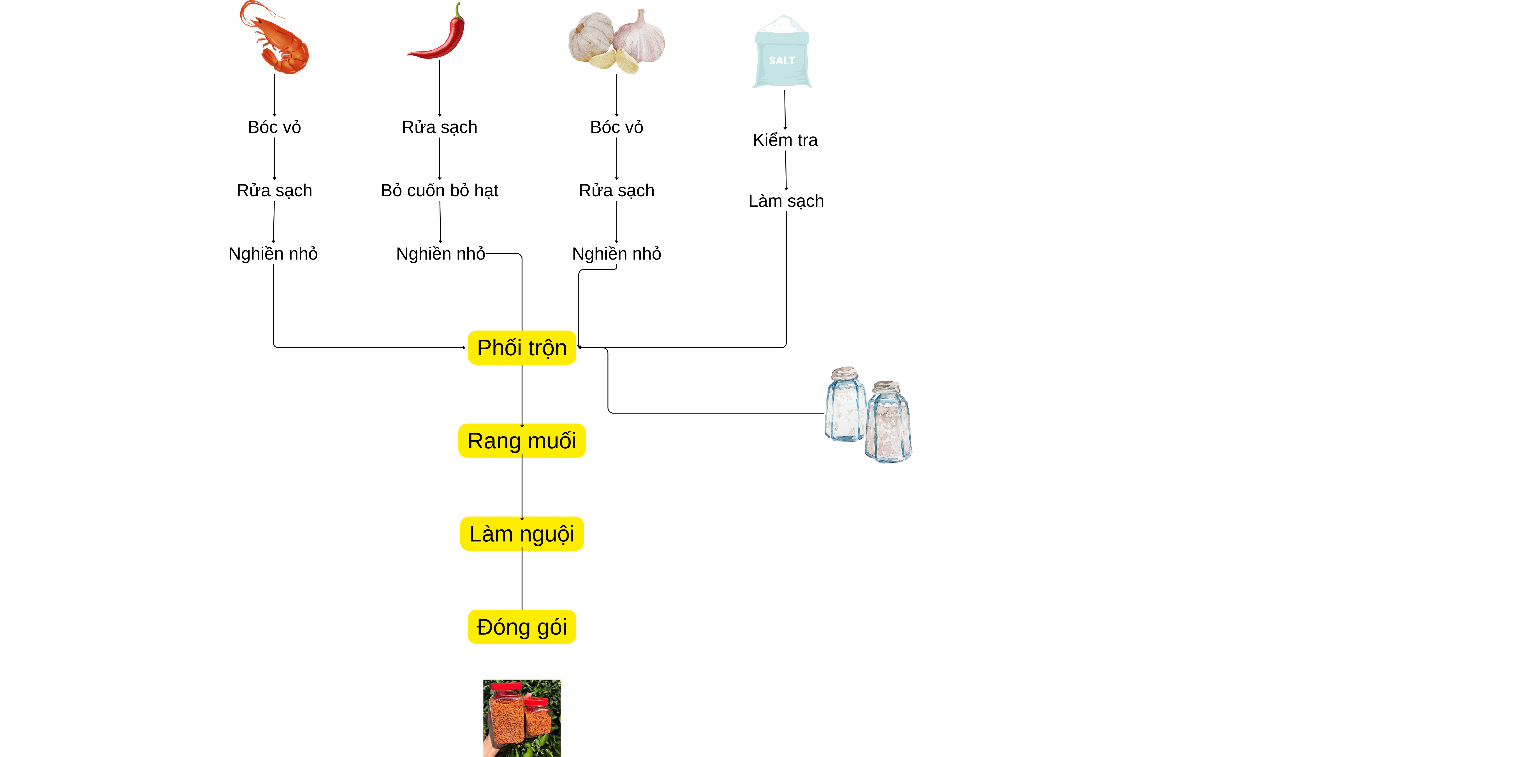 SALT
Bóc vỏ
Rửa sạch
Bóc vỏ
Kiểm tra
Rửa sạch
Bỏ cuốn bỏ hạt
Rửa sạch
Làm sạch
Nghiền nhỏ
Nghiền nhỏ
Nghiền nhỏ
Phối trộn
Rang muối
Làm nguội
Đóng gói